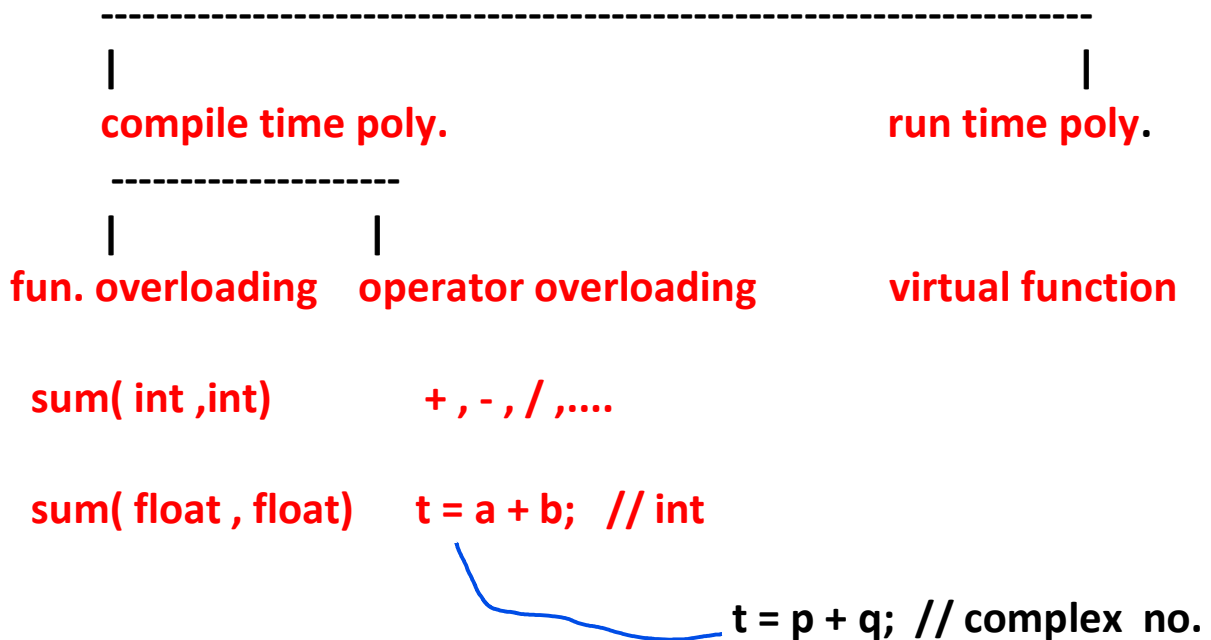 ------------------------------------------------------------------------
| |
compile time poly. run time poly.
---------------------
| |
fun. overloading operator overloading virtual function
sum( int ,int) + , - , / ,....
sum( float , float) t = a + b; // int
t = p + q; // complex no.